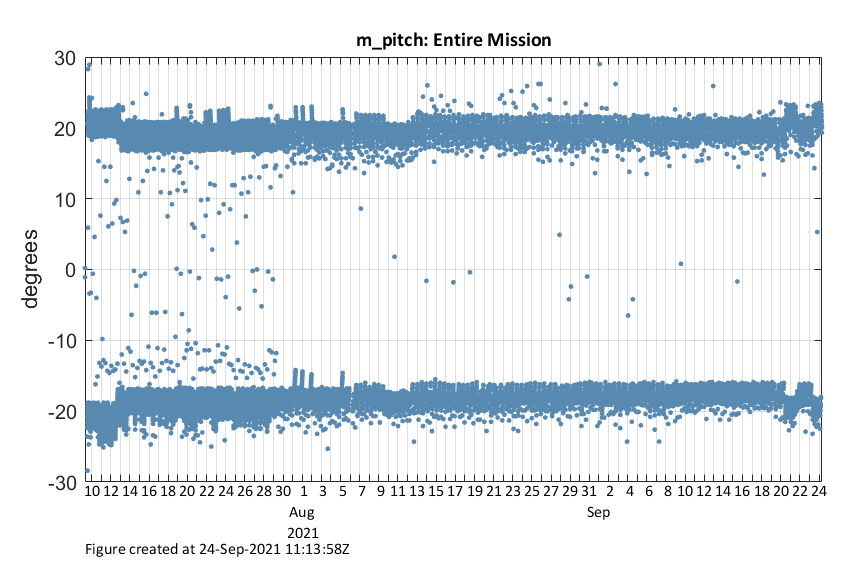 m_pitch: Entire Mission
30
20
10
0
-10
-20
-30
degrees
10 12 14 16 18 20 22 24 26 28 30 1 3 5 7 9 11 13 15 17 19 21 23 25 27 29 31 2 4 6 8 10 12 14 16 18 20 22 24
Aug Sep
2021
Figure created at 24-Sep-2021 11:13:58Z